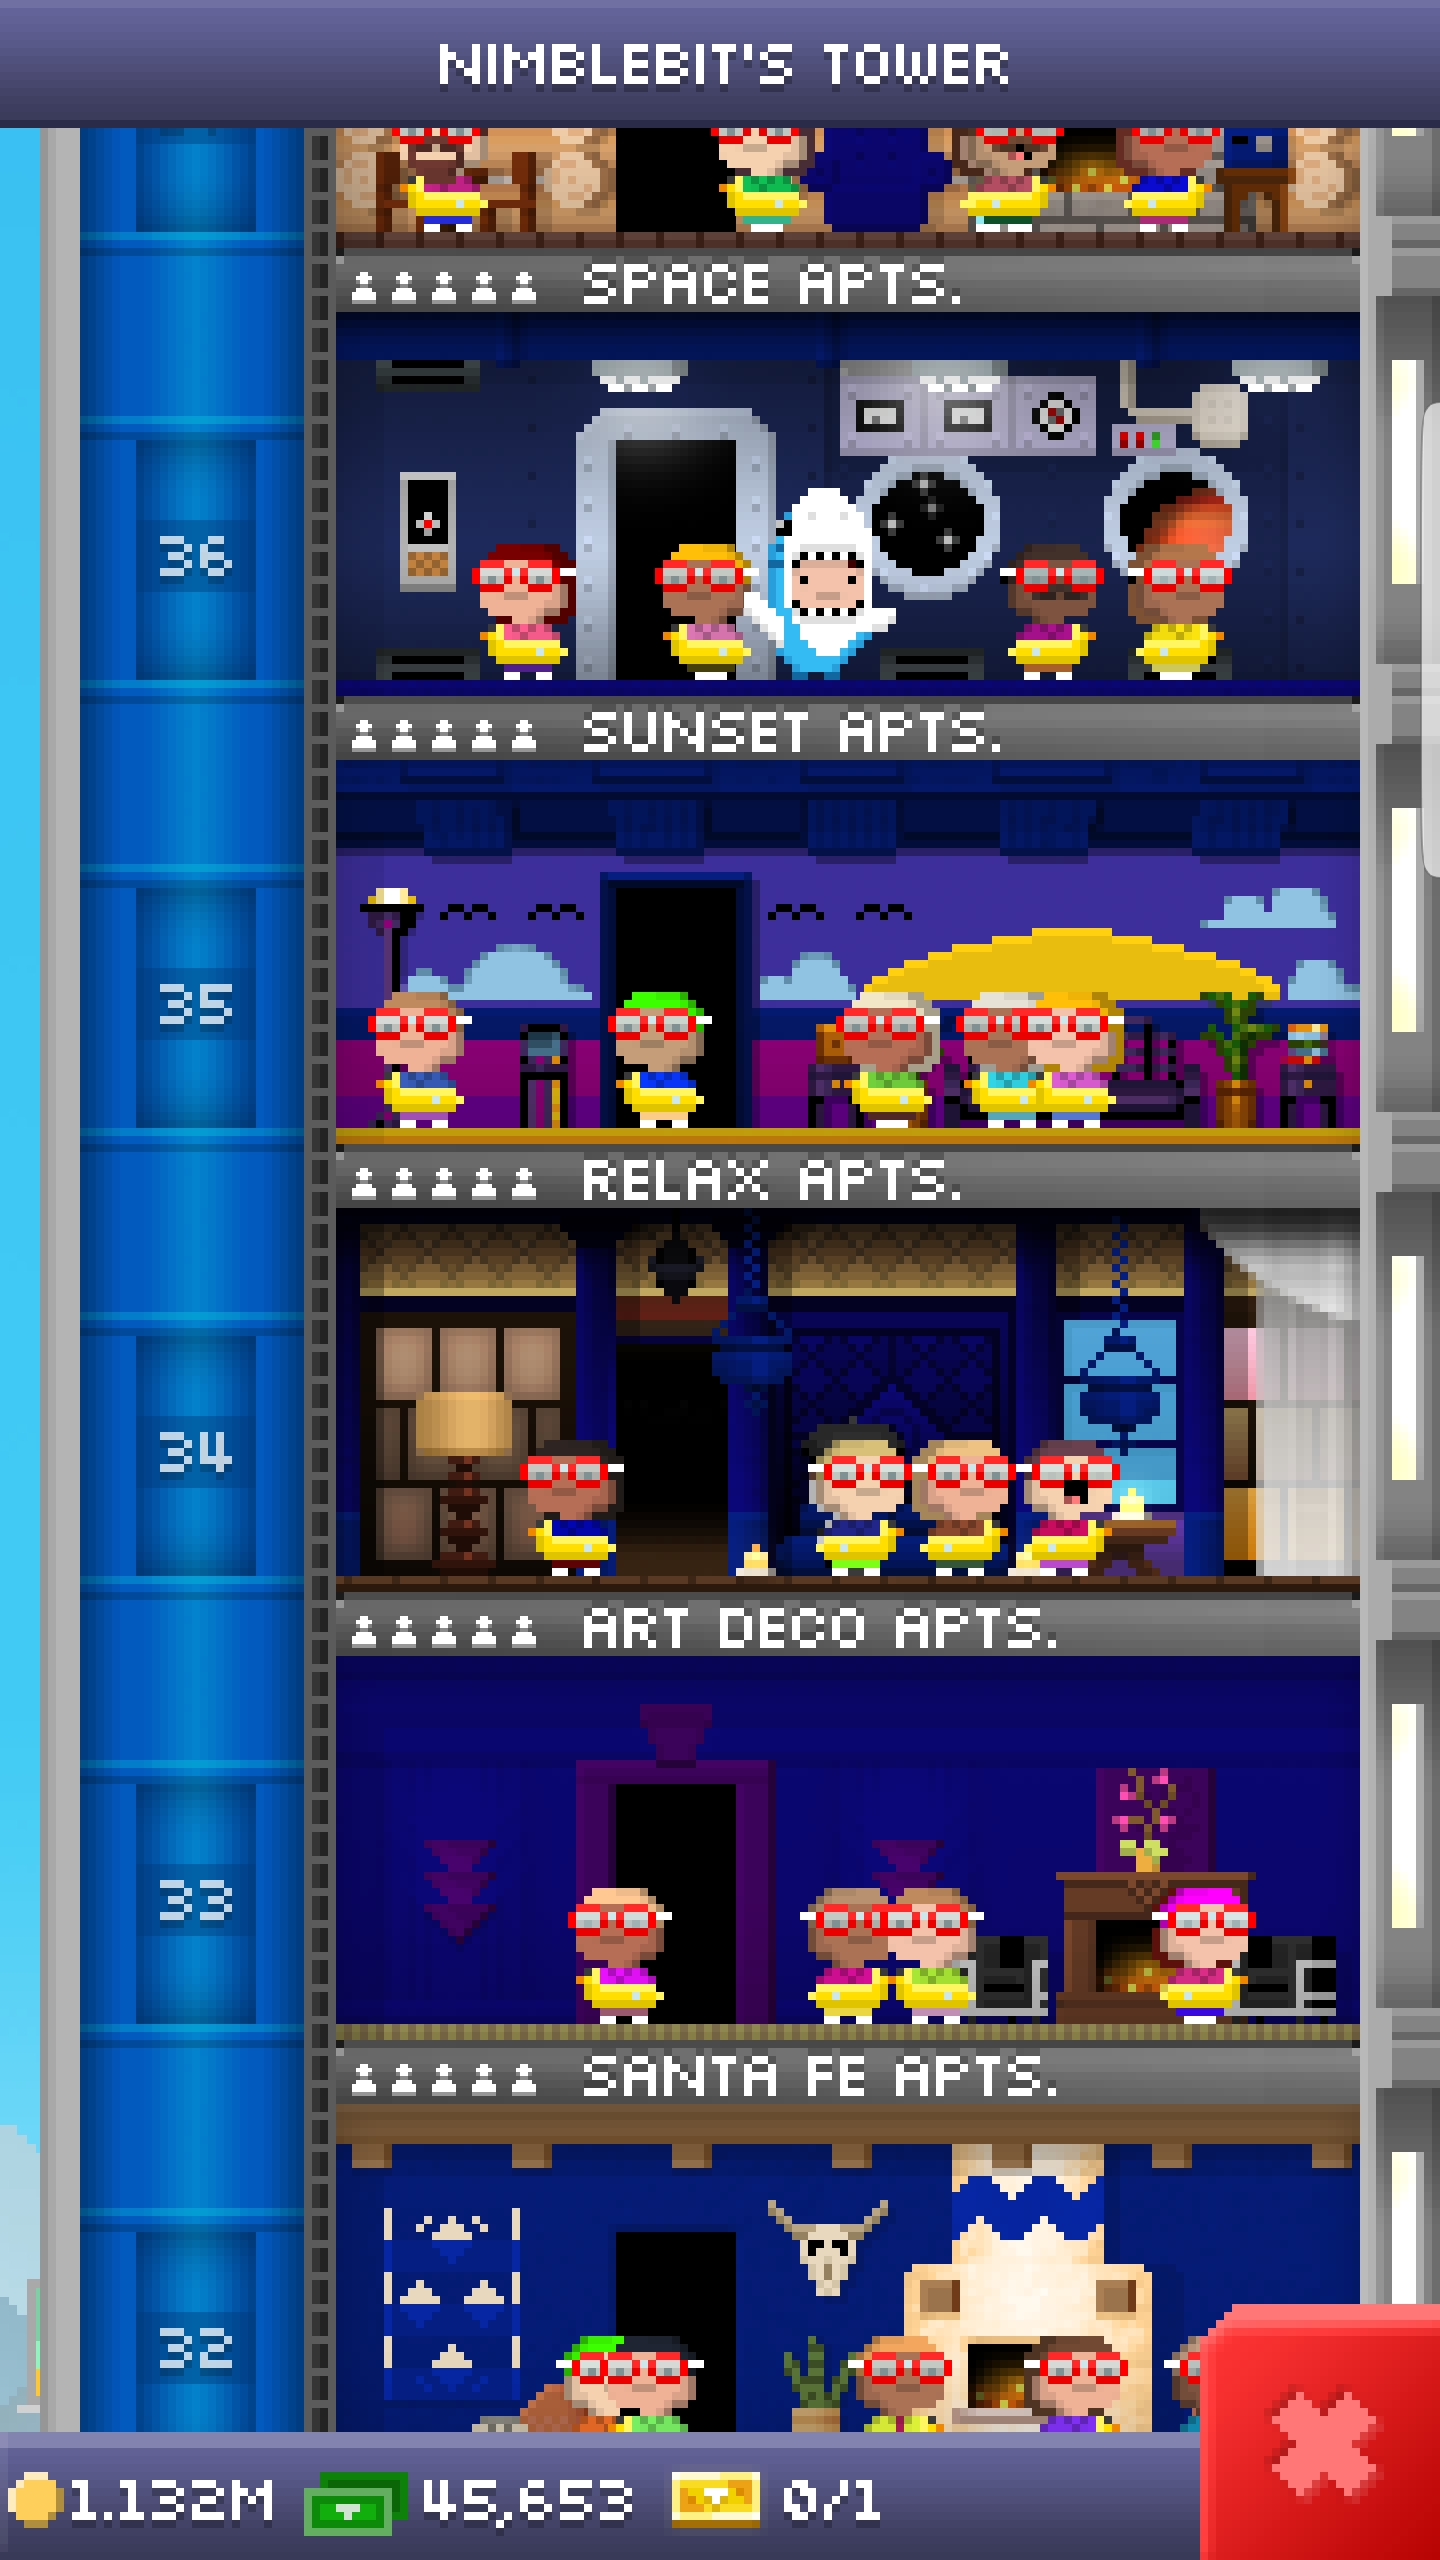 NIMBLEBIT'S TOWER
SPACE APTS.
36
SUNSET APTS.
35
RELAX APTS.
34
ART DECO APTS.
33
SANTA FE APTS.
32
1.132M 45,653 0/1